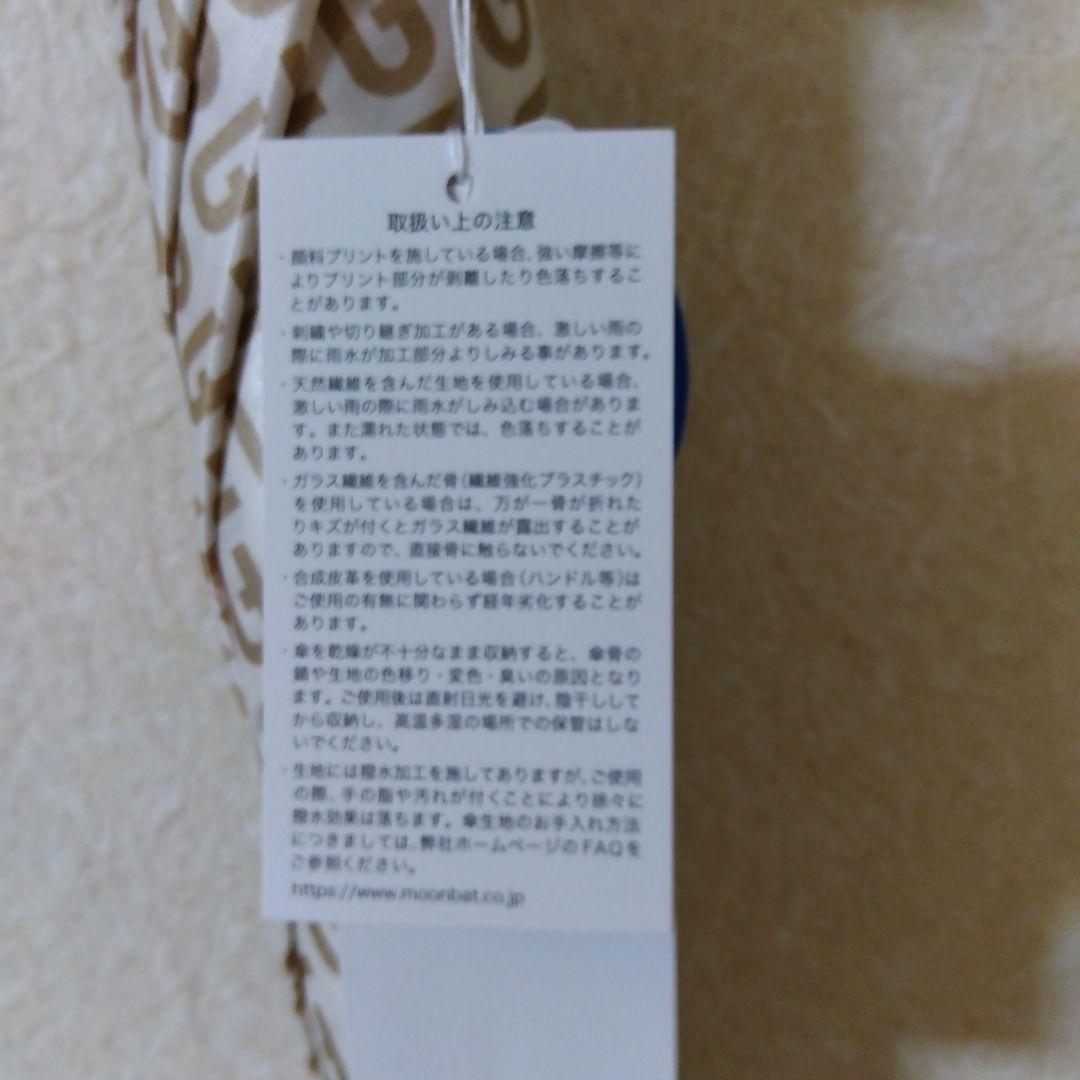 取扱い上の注意
・顔料プリントを施している場合、強い摩擦等に
よりプリント部分が剥離したり色落ちするこ
とがあります。
・刺繍や切り継ぎ加工がある場合、激しい雨の
際に雨水が加工部分よりしみる事があります。
・天然繊維を含んだ生地を使用している場合、
激しい雨の際に雨水がしみ込む場合がありま
す。また濡れた状態では、色落ちすることが
あります。
・ガラス繊維を含んだ骨(繊維強化プラスチック)
を使用している場合は、万が一骨が折れた
りキズが付くとガラス繊維が露出することが
ありますので、直接骨に触らないでください。
・合成皮革を使用している場合(ハンドル等)は
ご使用の有無に関わらず経年劣化することが
あります。
・傘を乾燥が不十分なまま収納すると、傘骨の
錆や生地の色移り・変色・臭いの原因となり
ます。ご使用後は直射日光を避け、陰干しして
から収納し、高温多湿の場所での保管はしな
いでください。
・生地には撥水加工を施してありますが、ご使用
の際、手の脂や汚れが付くことにより徐々に
撥水効果は落ちます。傘生地のお手入れ方法
につきましては、弊社ホームページのFAQを
ご参照ください。
https://www.moonbat.co.jp